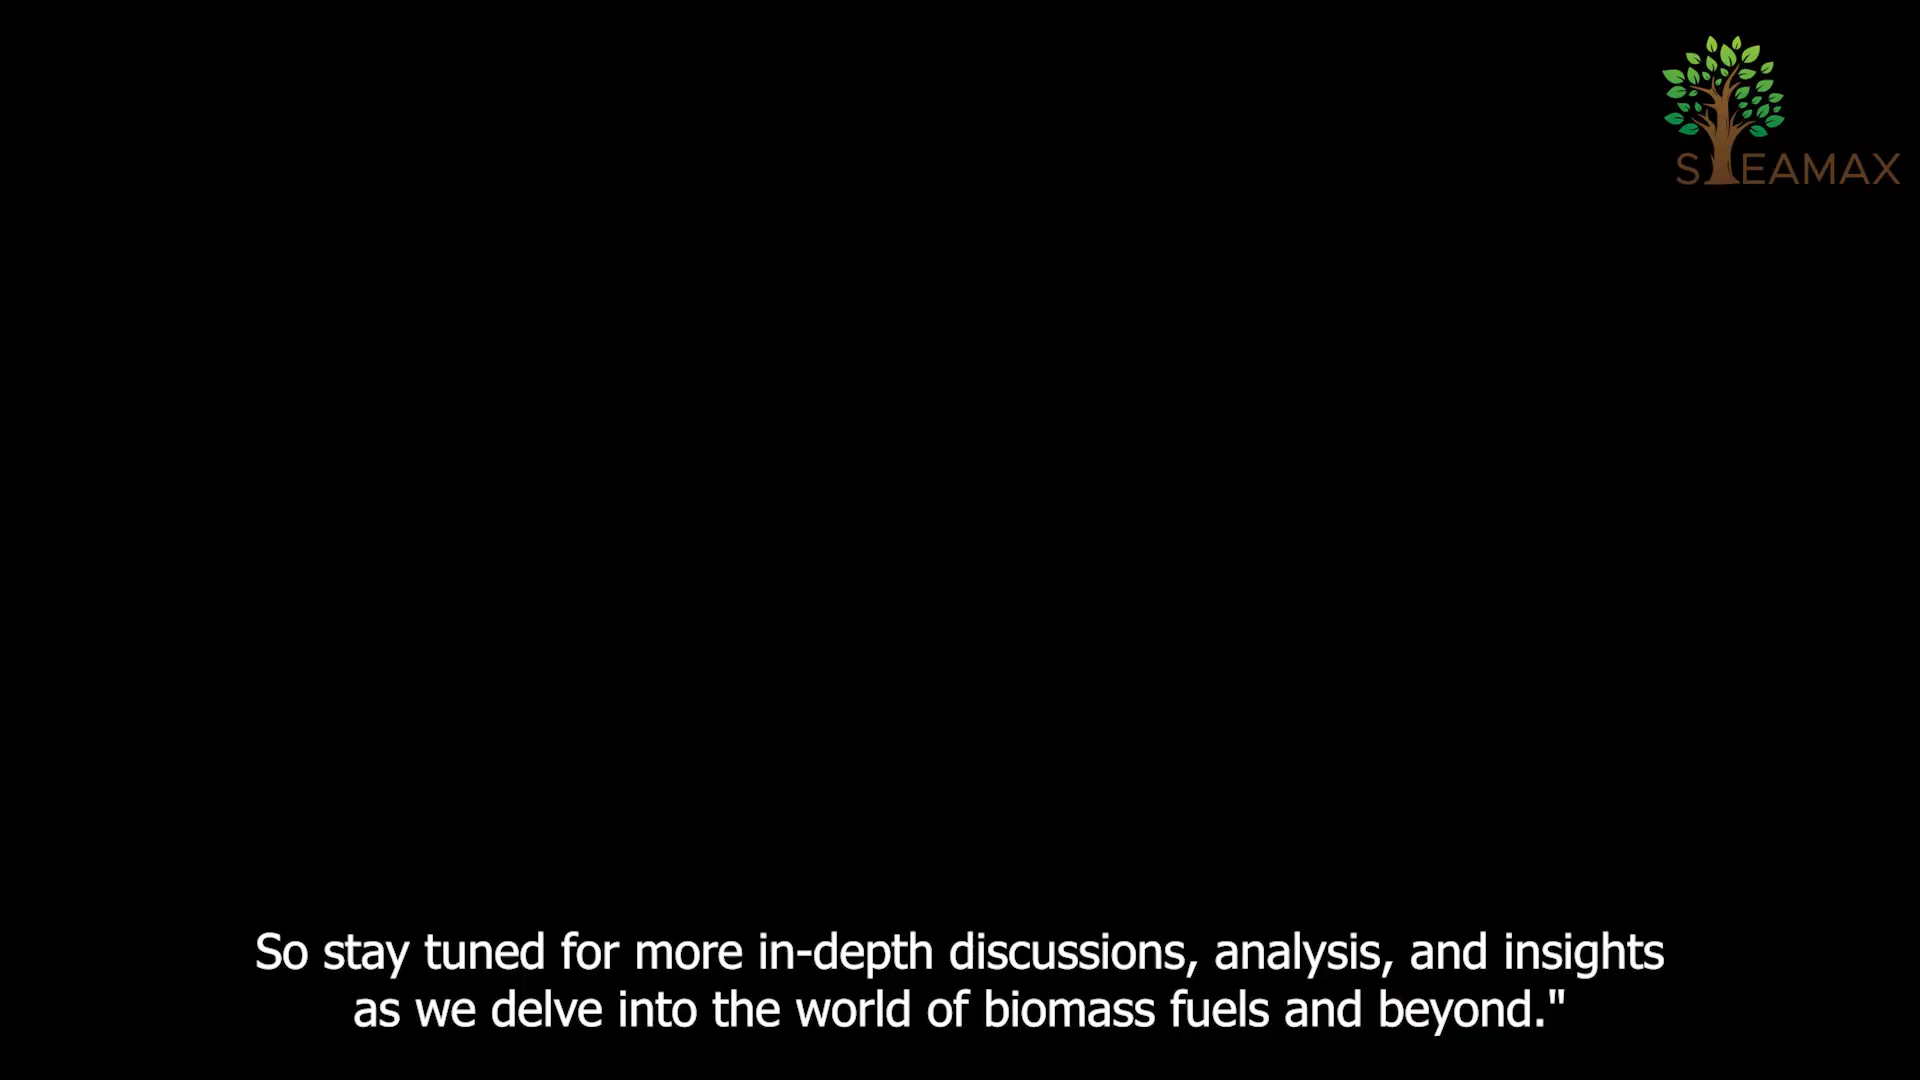 STEAMAX
So stay tuned for more in-depth discussions, analysis, and insights
as we delve into the world of biomass fuels and beyond."